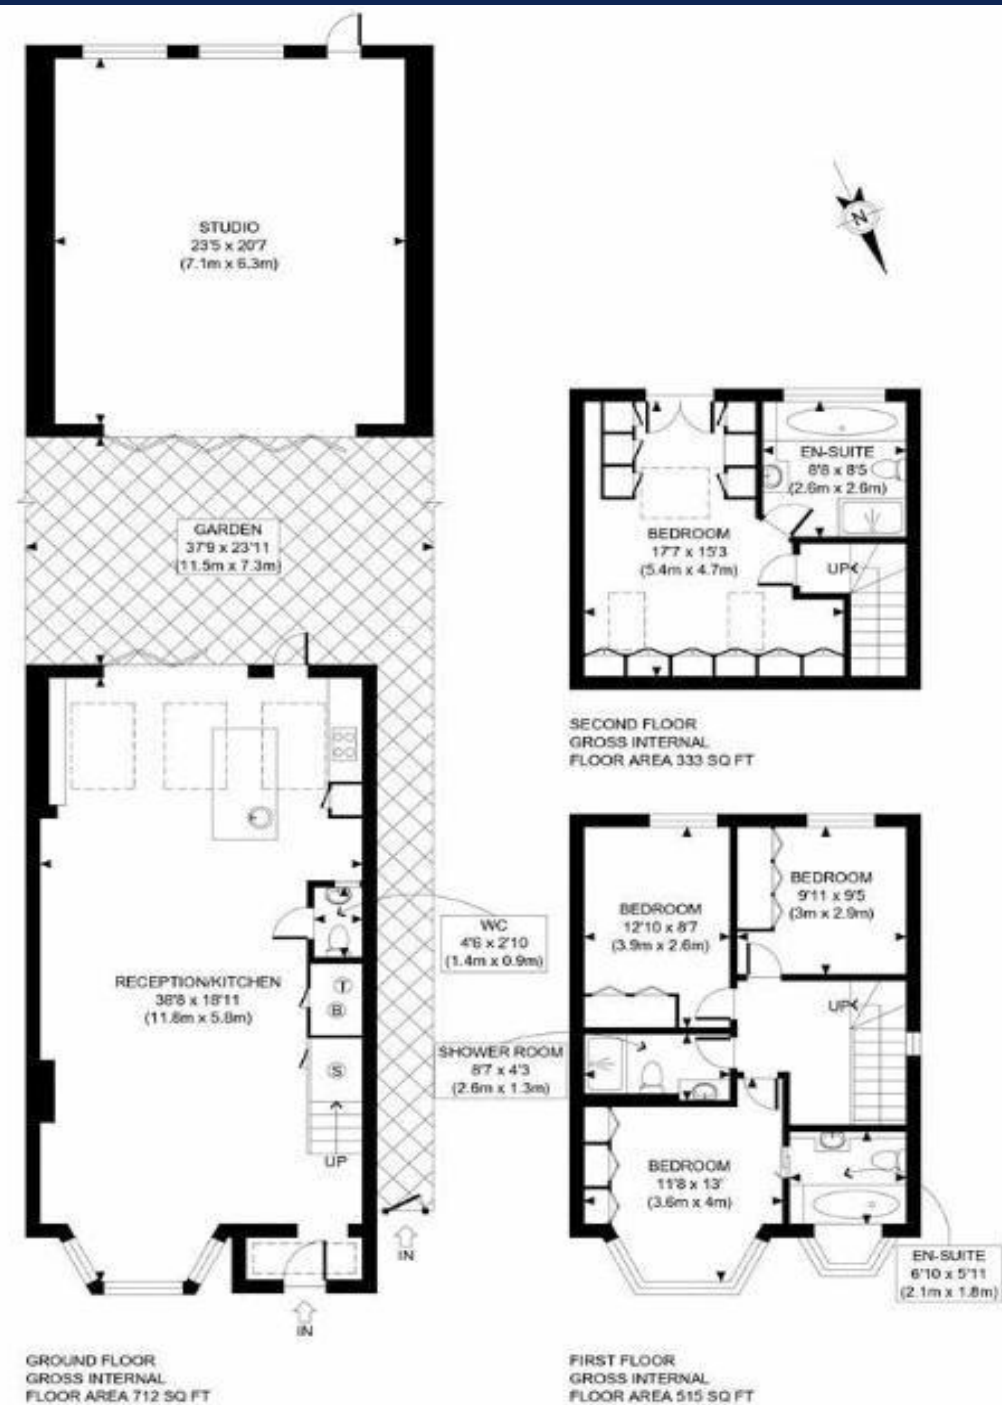 STUDIO
23'5 x 20'7
(7.1m x 6.3m)
N
GARDEN
37'9 x 23'11
(11.5m x 7.3m)
EN-SUITE
8'8 x 8'5
(2.6m x 2.6m)
BEDROOM
17'7 x 15'3
(5.4m x 4.7m)
UP
SECOND FLOOR
GROSS INTERNAL
FLOOR AREA 333 SQ FT
WC
4'6 x 2'10
(1.4m x 0.9m)
RECEPTION/KITCHEN
38'8 x 18'11
(11.8m x 5.8m)
T
B
S
UP
SHOWER ROOM
8'7 x 4'3
(2.6m x 1.3m)
IN
IN
BEDROOM
12'10 x 8'7
(3.9m x 2.6m)
BEDROOM
9'11 x 9'5
(3m x 2.9m)
UP
BEDROOM
11'8 x 13'
(3.6m x 4m)
EN-SUITE
6'10 x 5'11
(2.1m x 1.8m)
GROUND FLOOR
GROSS INTERNAL
FLOOR AREA 712 SQ FT
FIRST FLOOR
GROSS INTERNAL
FLOOR AREA 515 SQ FT